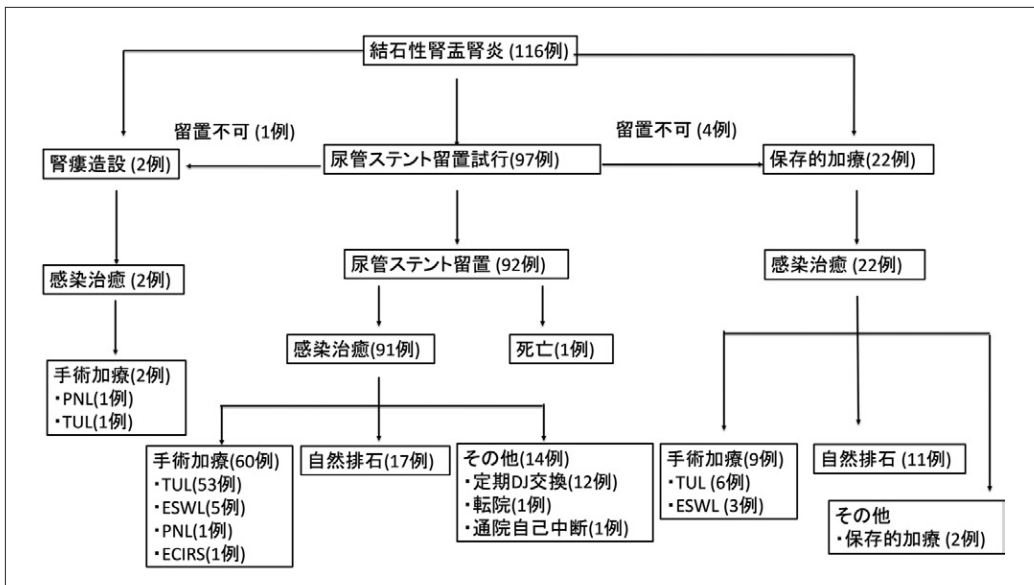 結石性腎盂腎炎 (116例)
留置不可 (1例)
留置不可 (4例)
腎瘻造設 (2例)
尿管ステント留置試行(97例)
保存的加療(22例)
感染治癒 (2例)
尿管ステント留置 (92例)
感染治癒 (22例)
感染治癒(91例)
死亡(1例)
手術加療(2例)
・PNL(1例)
・TUL(1例)
手術加療(60例)
・TUL(53例)
・ESWL(5例)
・PNL(1例)
・ECIRS(1例)
自然排石(17例)
その他(14例)
・定期DJ交換(12例)
・転院(1例)
・通院自己中断(1例)
手術加療(9例)
・TUL (6例)
・ESWL (3例)
自然排石 (11例)
その他
・保存的加療 (2例)